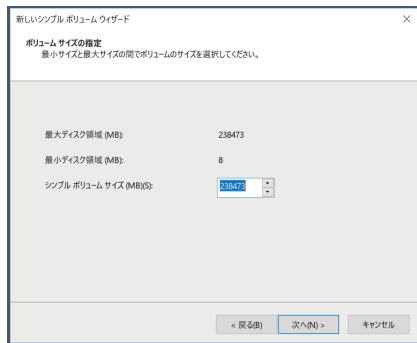 新しいシンプル ボリューム ウィザード
ボリューム サイズの指定
最小サイズと最大サイズの間でボリュームのサイズを選択してください。
最大ディスク領域 (MB): 238473
最小ディスク領域 (MB): 8
シンプル ボリューム サイズ (MB)(S): 238473
< 戻る(B) 次へ(N) > キャンセル